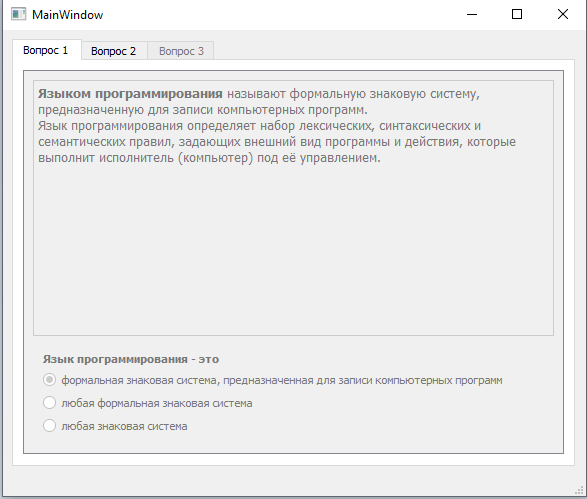 MainWindow
Вопрос 1 Вопрос 2 Вопрос 3
Языком программирования называют формальную знаковую систему,
предназначенную для записи компьютерных программ.
Язык программирования определяет набор лексических, синтаксических и
семантических правил, задающих внешний вид программы и действия, которые
выполнит исполнитель (компьютер) под её управлением.
Язык программирования - это
формальная знаковая система, предназначенная для записи компьютерных программ
любая формальная знаковая система
любая знаковая система